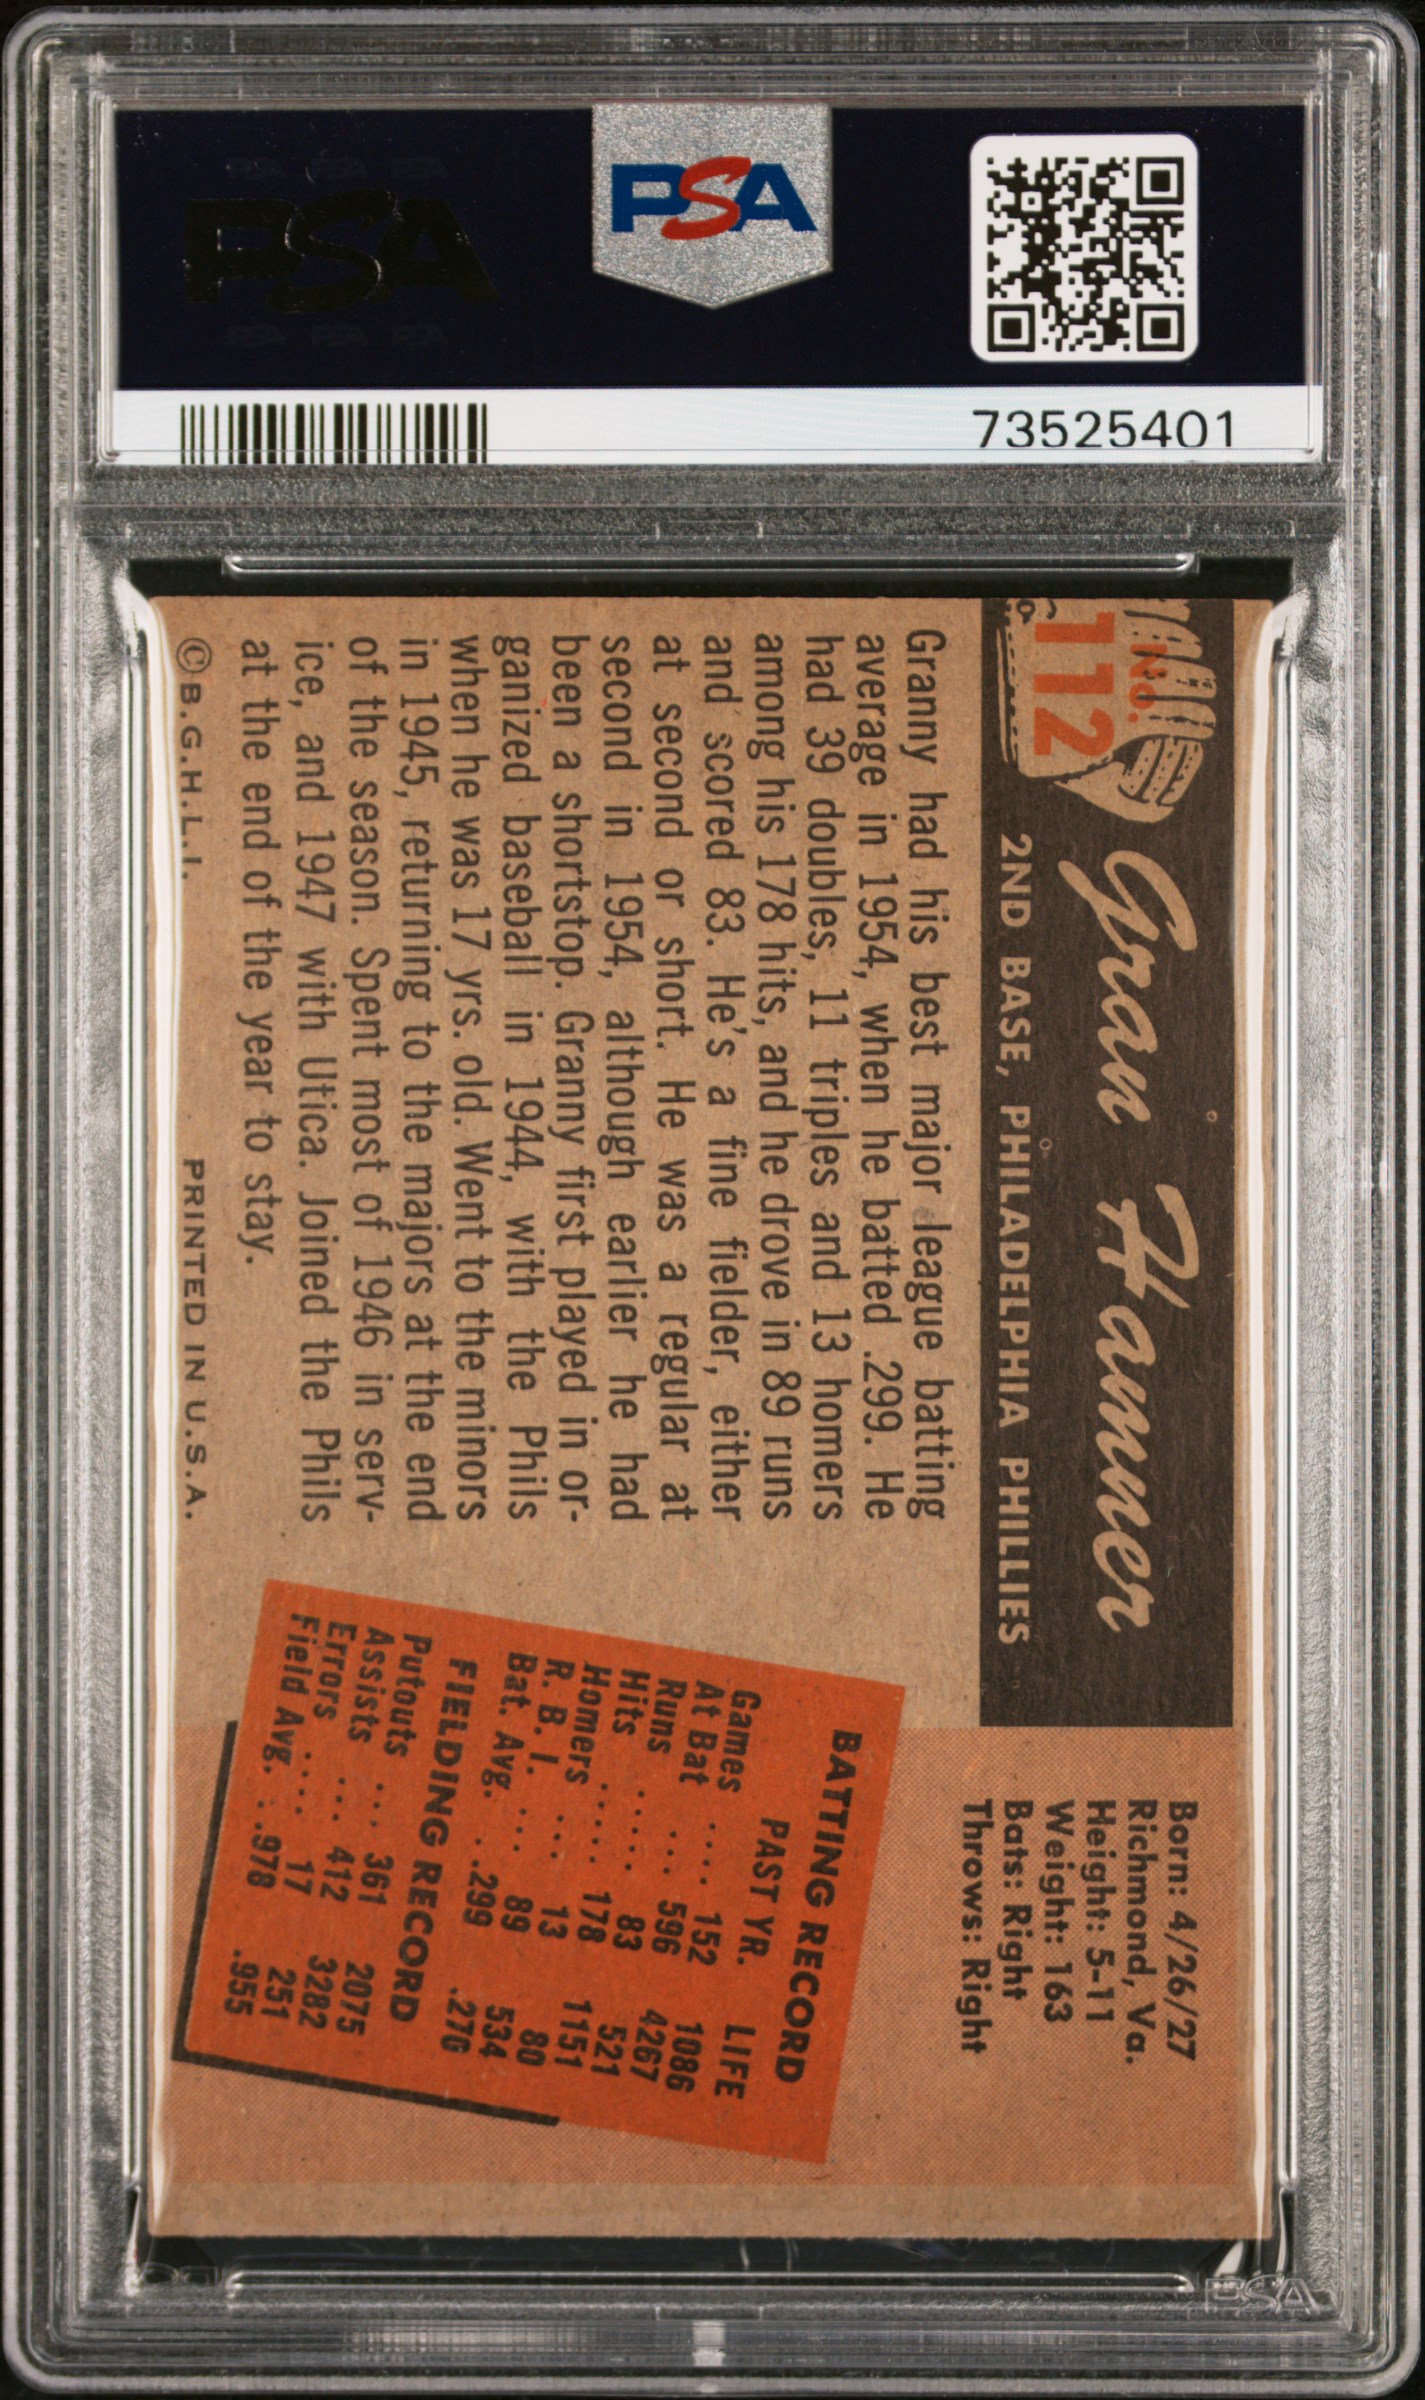 PSA PSA PSA
PSA
PSA PSA PSA
PSA
73525401
No.
112
Gran Hamner
2ND BASE, PHILADELPHIA PHILLIES
Born: 4/26/27
Richmond, Va.
Height: 5-11
Weight: 163
Bats: Right
Throws: Right
Granny had his best major league batting
average in 1954, when he batted .299. He
had 39 doubles, 11 triples and 13 homers
among his 178 hits, and he drove in 89 runs
and scored 83. He's a fine fielder, either
at second or short. He was a regular at
second in 1954, although earlier he had
been a shortstop. Granny first played in or-
ganized baseball in 1944, with the Phils
when he was 17 yrs. old. Went to the minors
in 1945, returning to the majors at the end
of the season. Spent most of 1946 in serv-
ice, and 1947 with Utica. Joined the Phils
at the end of the year to stay.
BATTING RECORD
PAST YR. LIFE
Games .... 152 1086
At Bat ... 596 4267
Runs ..... 83 521
Hits ..... 178 1151
Homers ... 13 80
R. B. I. ... 89 534
Bat. Avg. . .299 .270
FIELDING RECORD
Putouts ... 361 2075
Assists ... 412 3282
Errors .... 17 251
Field Avg. . .978 .955
© B.G.H.L.I. PRINTED IN U.S.A.
PSA